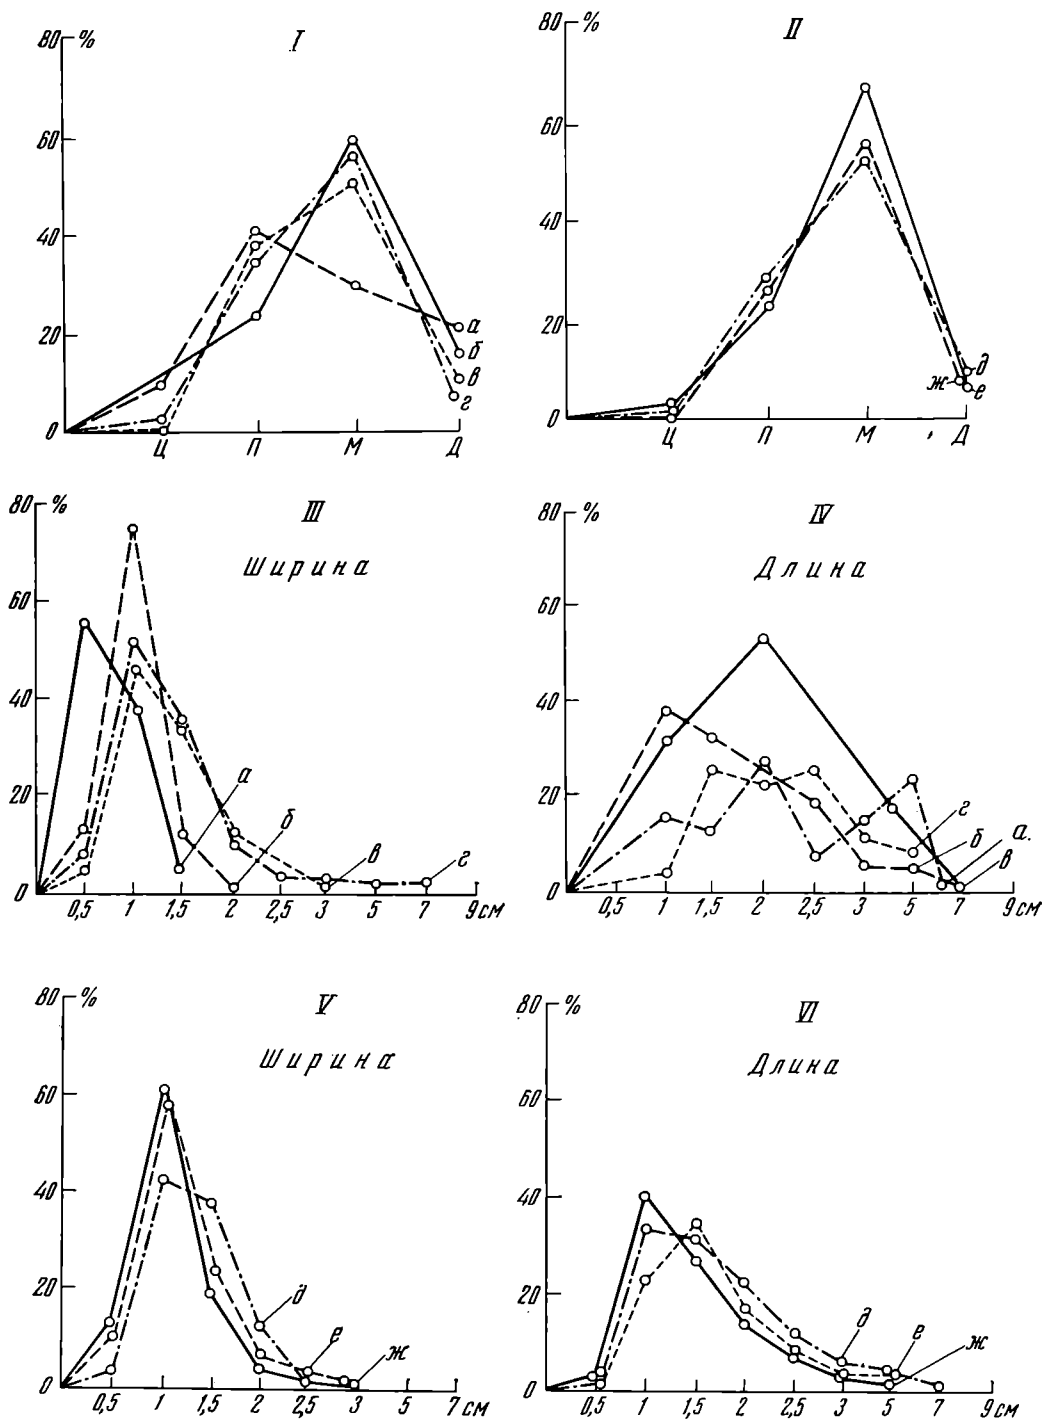 I
80 %
60
40
20
0
Ц П М Д
а
б
в
г
II
80 %
60
40
20
0
Ц П М Д
д
ж
е
III
Ширина
80 %
60
40
20
0
0,5 1 1,5 2 2,5 3 5 7 9 см
а
б
в
г
IV
Длина
80 %
60
40
20
0
0,5 1 1,5 2 2,5 3 5 7 9 см
г
б
а.
в
V
Ширина
80 %
60
40
20
0
0,5 1 1,5 2 2,5 3 5 7 см
д
е
ж
VI
Длина
80 %
60
40
20
0
0,5 1 1,5 2 2,5 3 5 7 9 см
д
е
ж